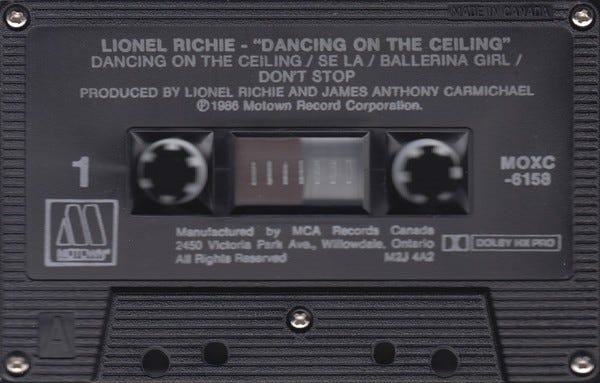 MADE IN CANADA
LIONEL RICHIE - "DANCING ON THE CEILING"
DANCING ON THE CEILING / SE LA / BALLERINA GIRL /
DON'T STOP
PRODUCED BY LIONEL RICHIE AND JAMES ANTHONY CARMICHAEL
℗1986 Motown Record Corporation.
1
MOXC
-6158
MOTOWN
Manufactured by MCA Records Canada
2450 Victoria Park Ave., Willowdale, Ontario
All Rights Reserved M2J 4A2
DOLBY HX PRO
A